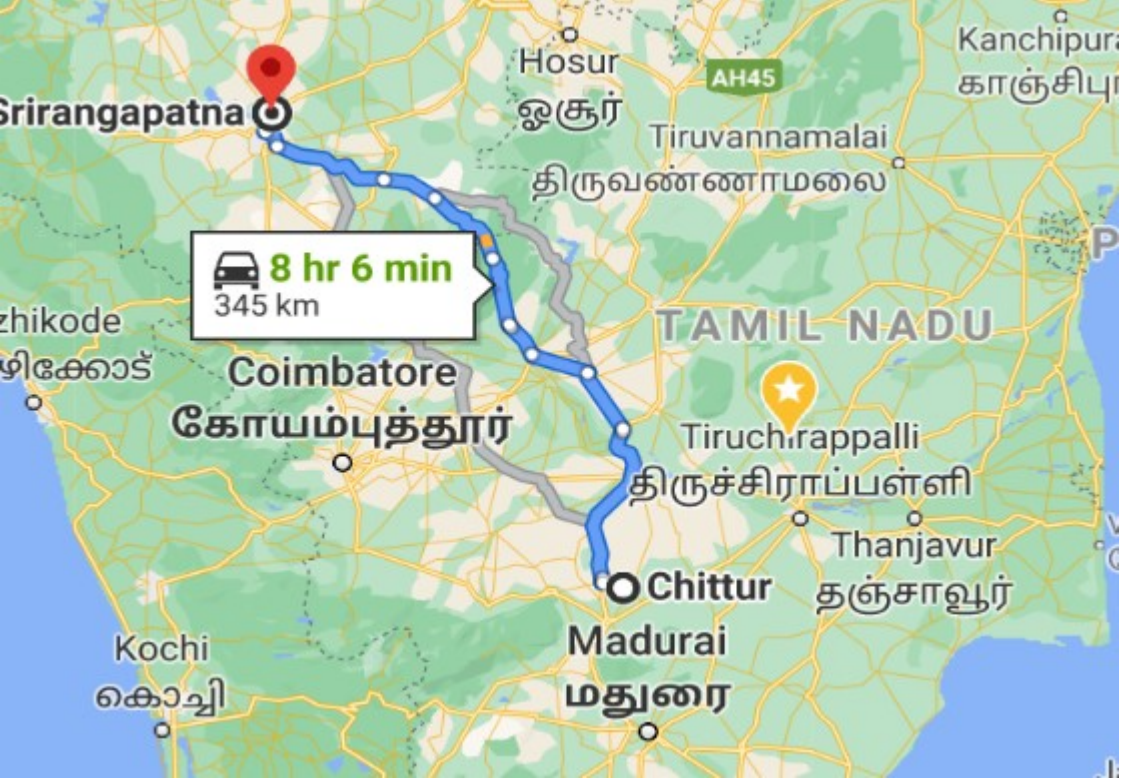 Hosur
ஓசூர்
AH45
Kanchipura
காஞ்சிபு
Srirangapatna
Tiruvannamalai
திருவண்ணாமலை
P
8 hr 6 min
345 km
zhikode
ഴിക്കോട്
TAMIL NADU
Coimbatore
கோயம்புத்தூர்
Tiruchirappalli
திருச்சிராப்பள்ளி
Thanjavur
தஞ்சாவூர்
Chittur
Madurai
மதுரை
Kochi
കൊച്ചി